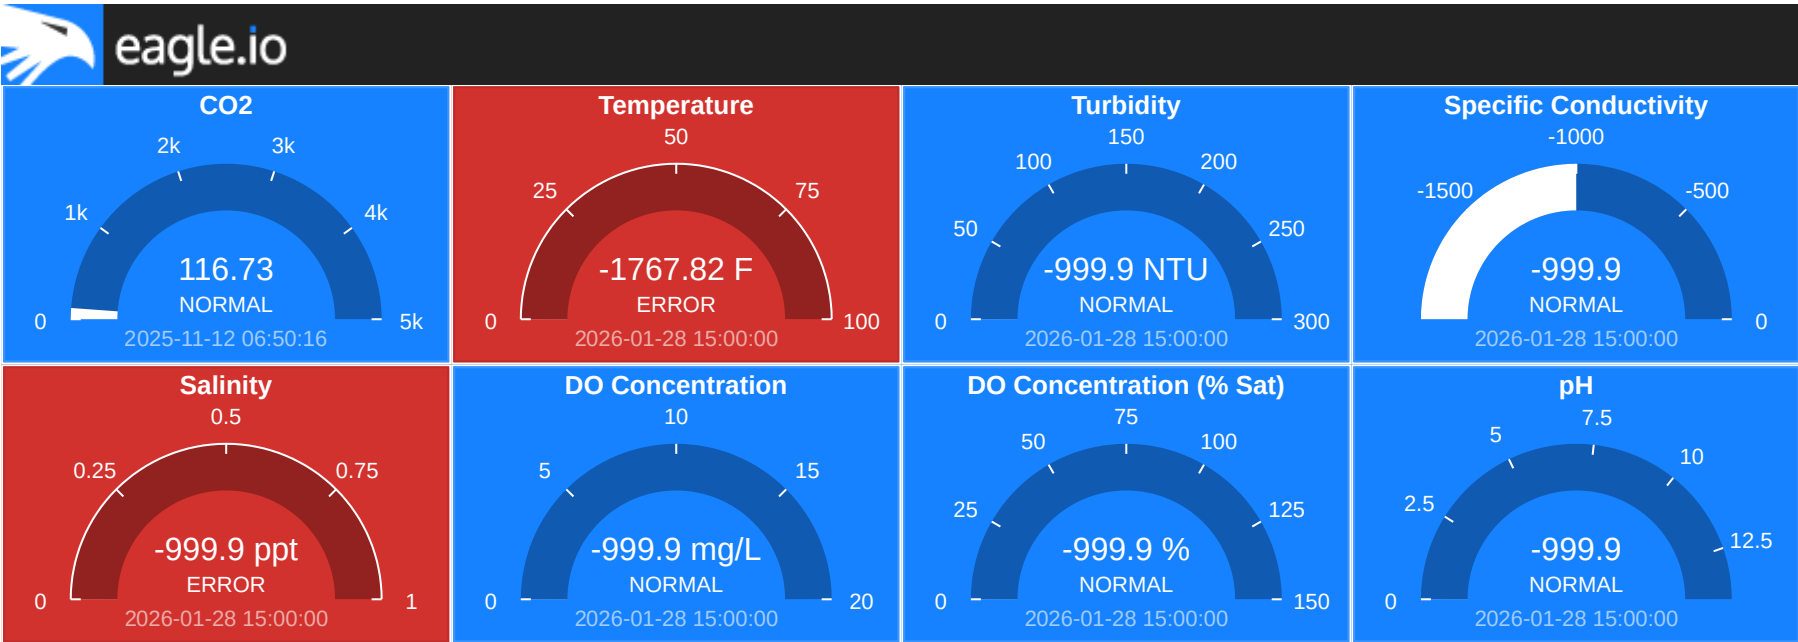 eagle.io
CO2
0
1k
2k
3k
4k
5k
116.73
NORMAL
2025-11-12 06:50:16
Temperature
0
25
50
75
100
-1767.82 F
ERROR
2026-01-28 15:00:00
Turbidity
0
50
100
150
200
250
300
-999.9 NTU
NORMAL
2026-01-28 15:00:00
Specific Conductivity
-1500
-1000
-500
0
-999.9
NORMAL
2026-01-28 15:00:00
Salinity
0
0.25
0.5
0.75
1
-999.9 ppt
ERROR
2026-01-28 15:00:00
DO Concentration
0
5
10
15
20
-999.9 mg/L
NORMAL
2026-01-28 15:00:00
DO Concentration (% Sat)
0
25
50
75
100
125
150
-999.9 %
NORMAL
2026-01-28 15:00:00
pH
0
2.5
5
7.5
10
12.5
-999.9
NORMAL
2026-01-28 15:00:00